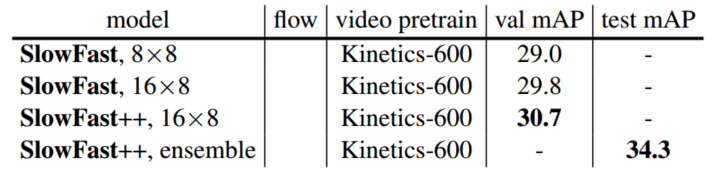 model flow video pretrain val mAP test mAP
SlowFast, 8×8 Kinetics-600 29.0 -
SlowFast, 16×8 Kinetics-600 29.8 -
SlowFast++, 16×8 Kinetics-600 30.7 -
SlowFast++, ensemble Kinetics-600 - 34.3